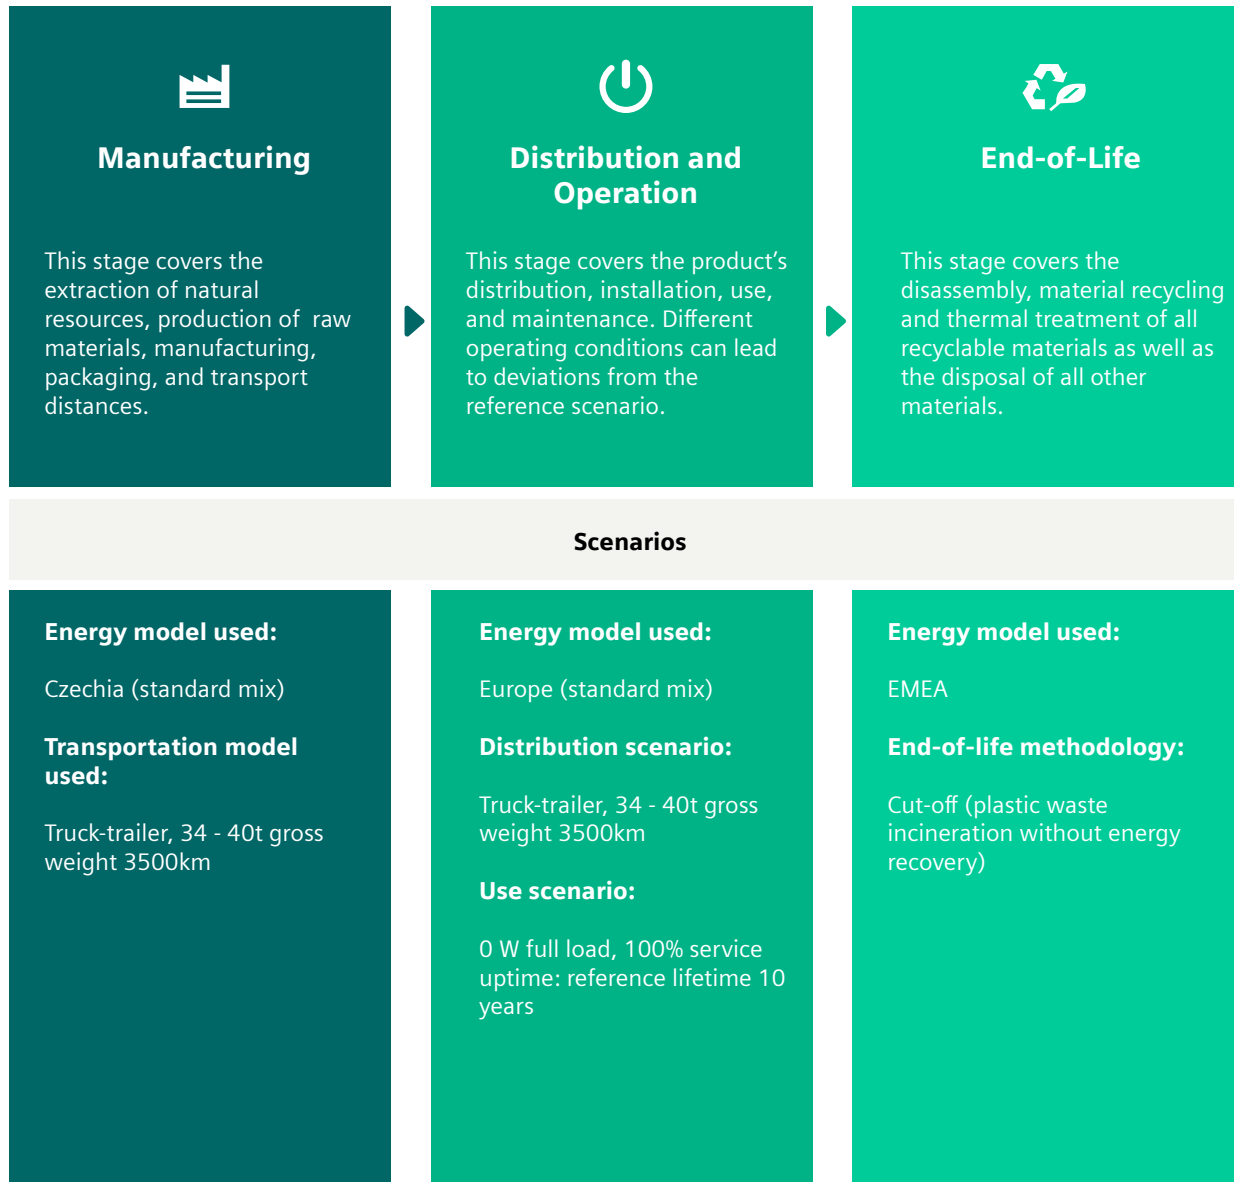 Manufacturing
This stage covers the
extraction of natural
resources, production of  raw
materials, manufacturing,
packaging, and transport
distances.
Distribution and
Operation
This stage covers the product’s
distribution, installation, use,
and maintenance. Different
operating conditions can lead
to deviations from the
reference scenario.
End-of-Life
This stage covers the
disassembly, material recycling
and thermal treatment of all
recyclable materials as well as
the disposal of all other
materials.
Scenarios
Energy model used:
Czechia (standard mix)
Transportation model
used:
Truck-trailer, 34 - 40t gross
weight 3500km
Energy model used:
Europe (standard mix)
Distribution scenario:
Truck-trailer, 34 - 40t gross
weight 3500km
Use scenario:
0 W full load, 100% service
uptime: reference lifetime 10
years
Energy model used:
EMEA
End-of-life methodology:
Cut-off (plastic waste
incineration without energy
recovery)